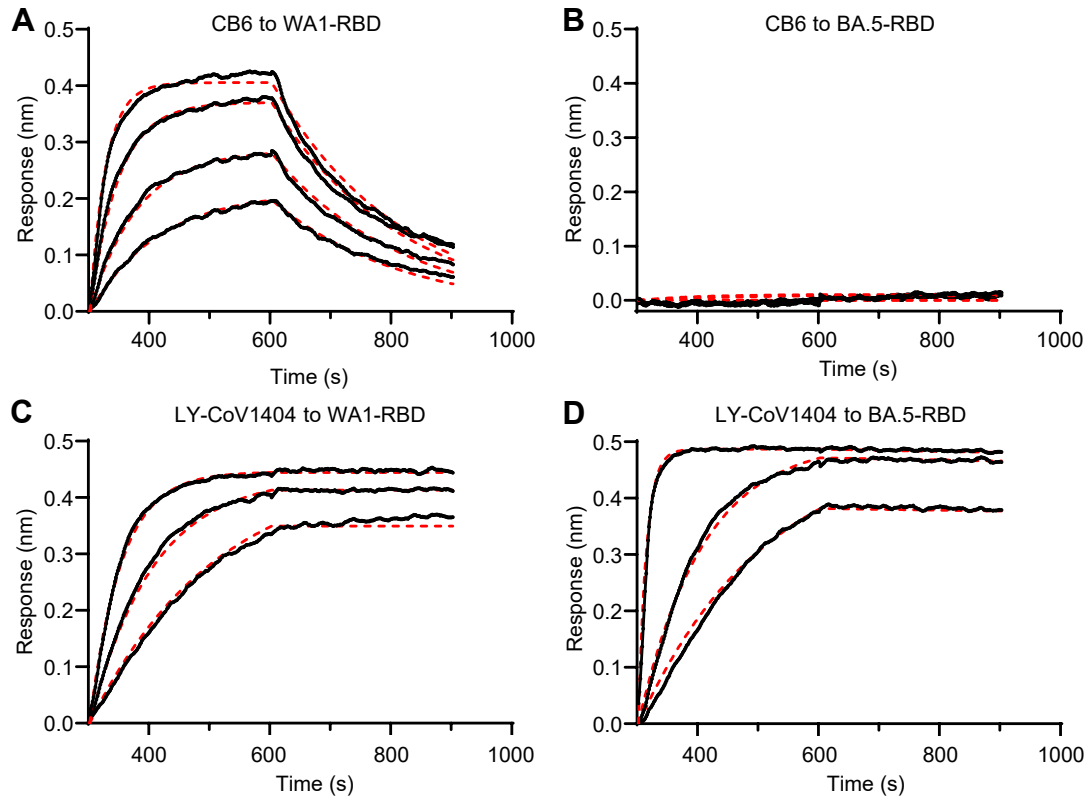 A
CB6 to WA1-RBD
Response (nm)
0.5
0.4
0.3
0.2
0.1
0.0
400
600
800
1000
Time (s)
B
CB6 to BA.5-RBD
Response (nm)
0.5
0.4
0.3
0.2
0.1
0.0
400
600
800
1000
Time (s)
C
LY-CoV1404 to WA1-RBD
Response (nm)
0.5
0.4
0.3
0.2
0.1
0.0
400
600
800
1000
Time (s)
D
LY-CoV1404 to BA.5-RBD
Response (nm)
0.5
0.4
0.3
0.2
0.1
0.0
400
600
800
1000
Time (s)